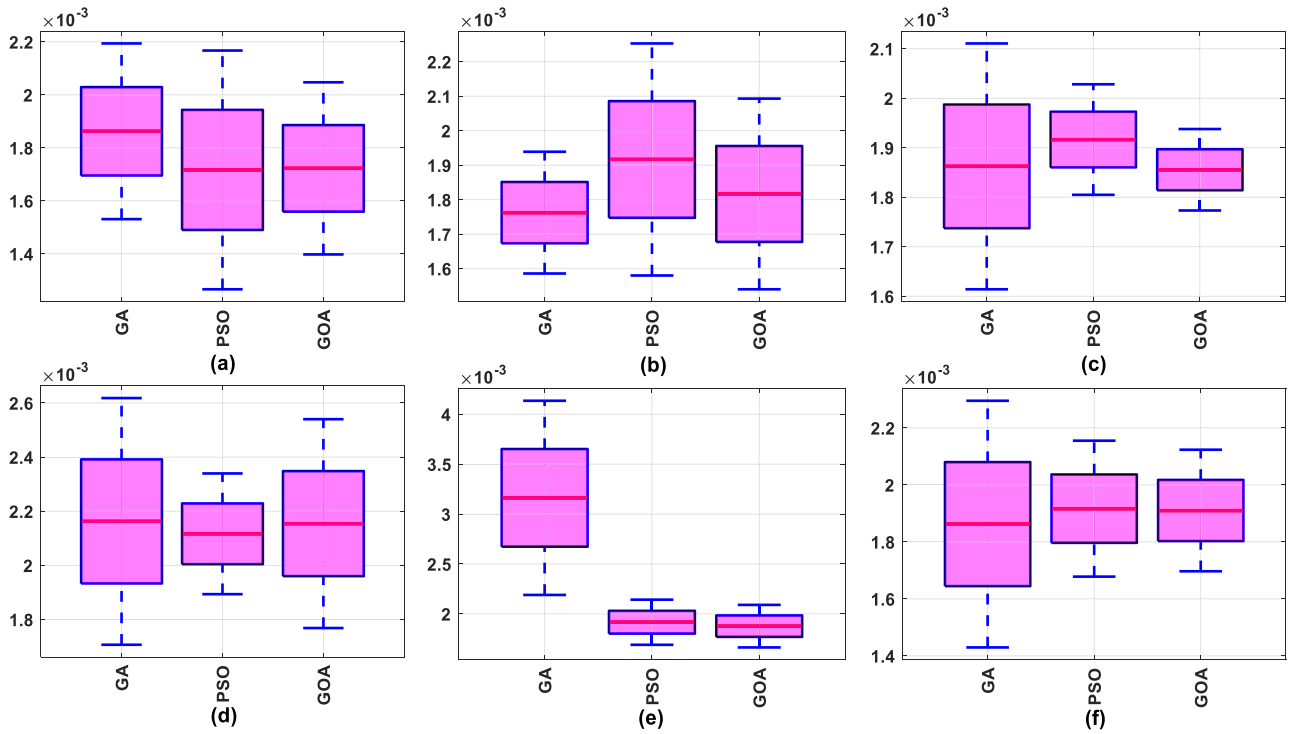 ×10-3
2.2
2
1.8
1.6
1.4
GA
PSO
GOA
(a)
×10-3
2.2
2.1
2
1.9
1.8
1.7
1.6
GA
PSO
GOA
(b)
×10-3
2.1
2
1.9
1.8
1.7
1.6
GA
PSO
GOA
(c)
×10-3
2.6
2.4
2.2
2
1.8
GA
PSO
GOA
(d)
×10-3
4
3.5
3
2.5
2
GA
PSO
GOA
(e)
×10-3
2.2
2
1.8
1.6
1.4
GA
PSO
GOA
(f)